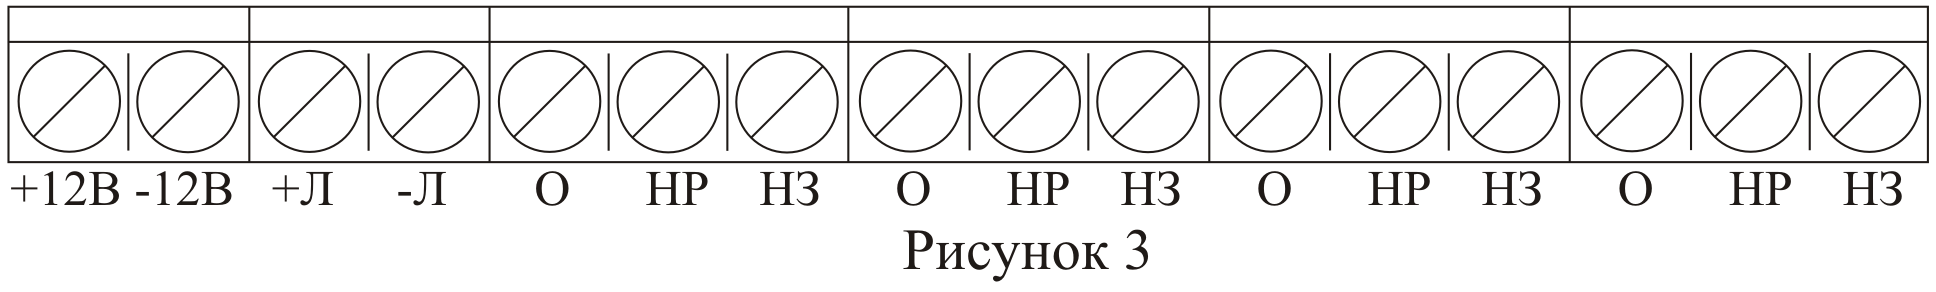 +12В -12В +Л -Л О НР НЗ О НР НЗ О НР НЗ О НР НЗ
Рисунок 3